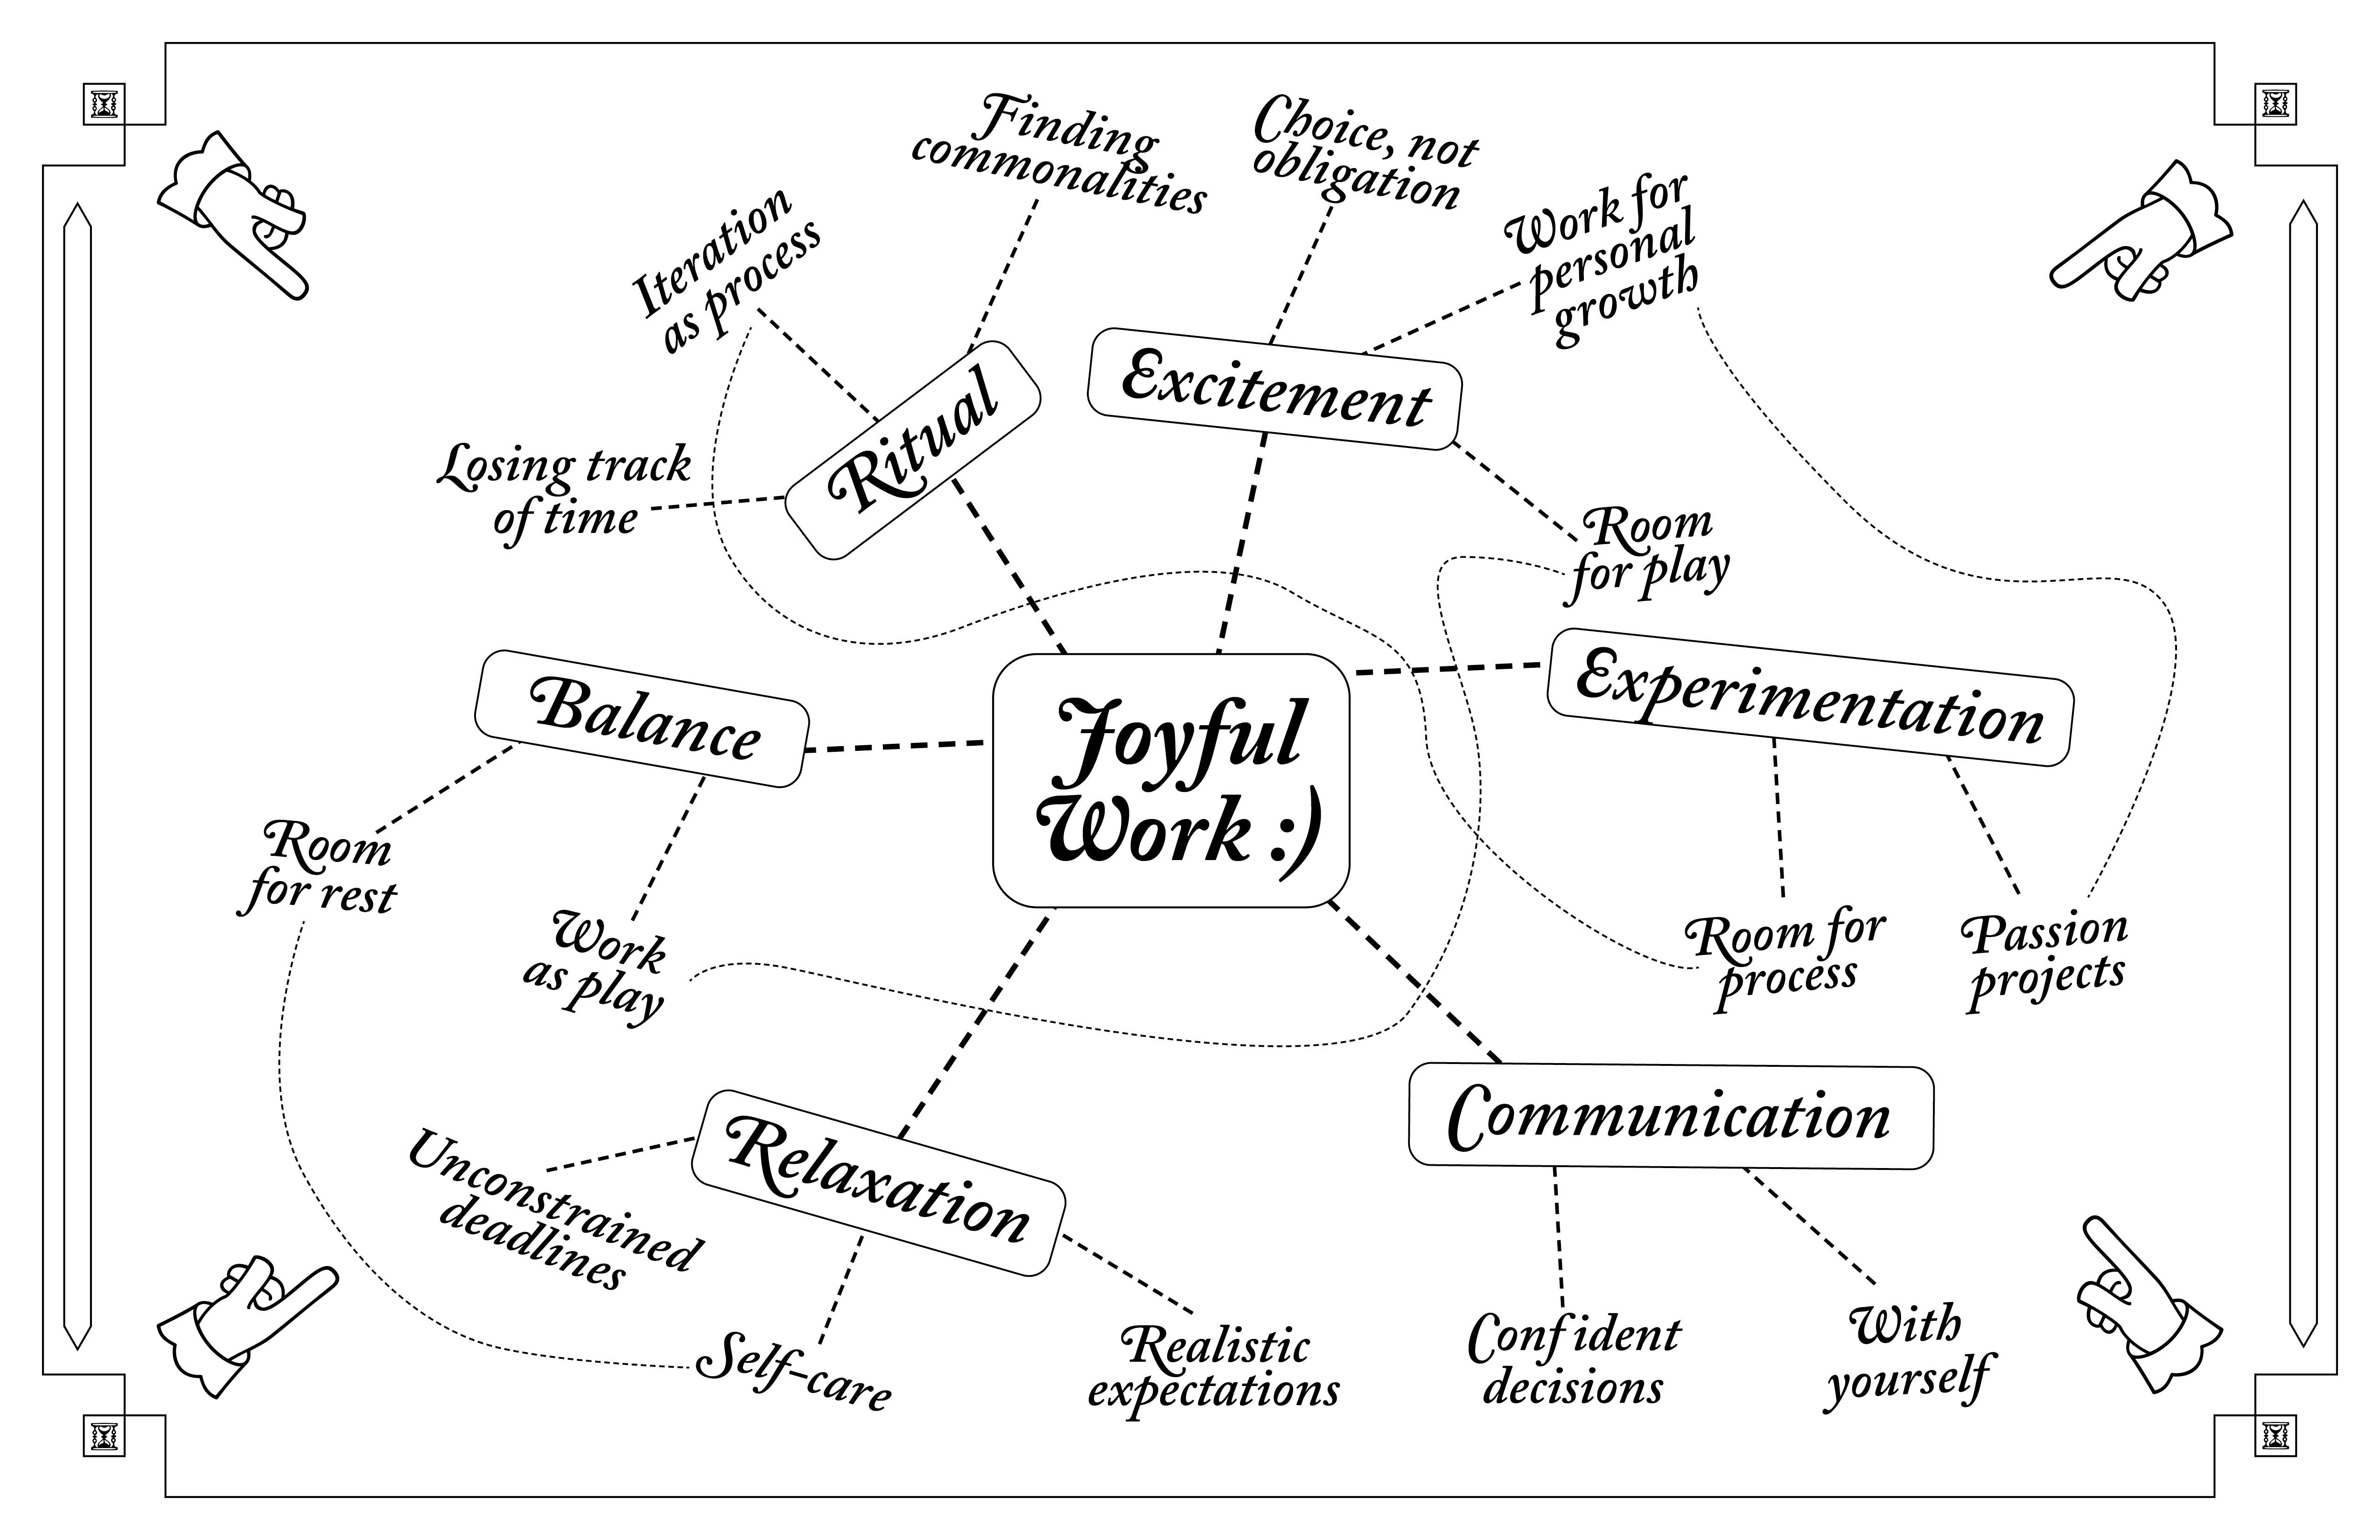 Finding
commonalities
Choice, not
obligation
Work for
personal
growth
Iteration
as process
Ritual
Excitement
Losing track
of time
Room
for play
Balance
Joyful
Work :)
Experimentation
Room
for rest
Work
as play
Room for
process
Passion
projects
Relaxation
Communication
Unconstrained
deadlines
Self-care
Realistic
expectations
Confident
decisions
With
yourself